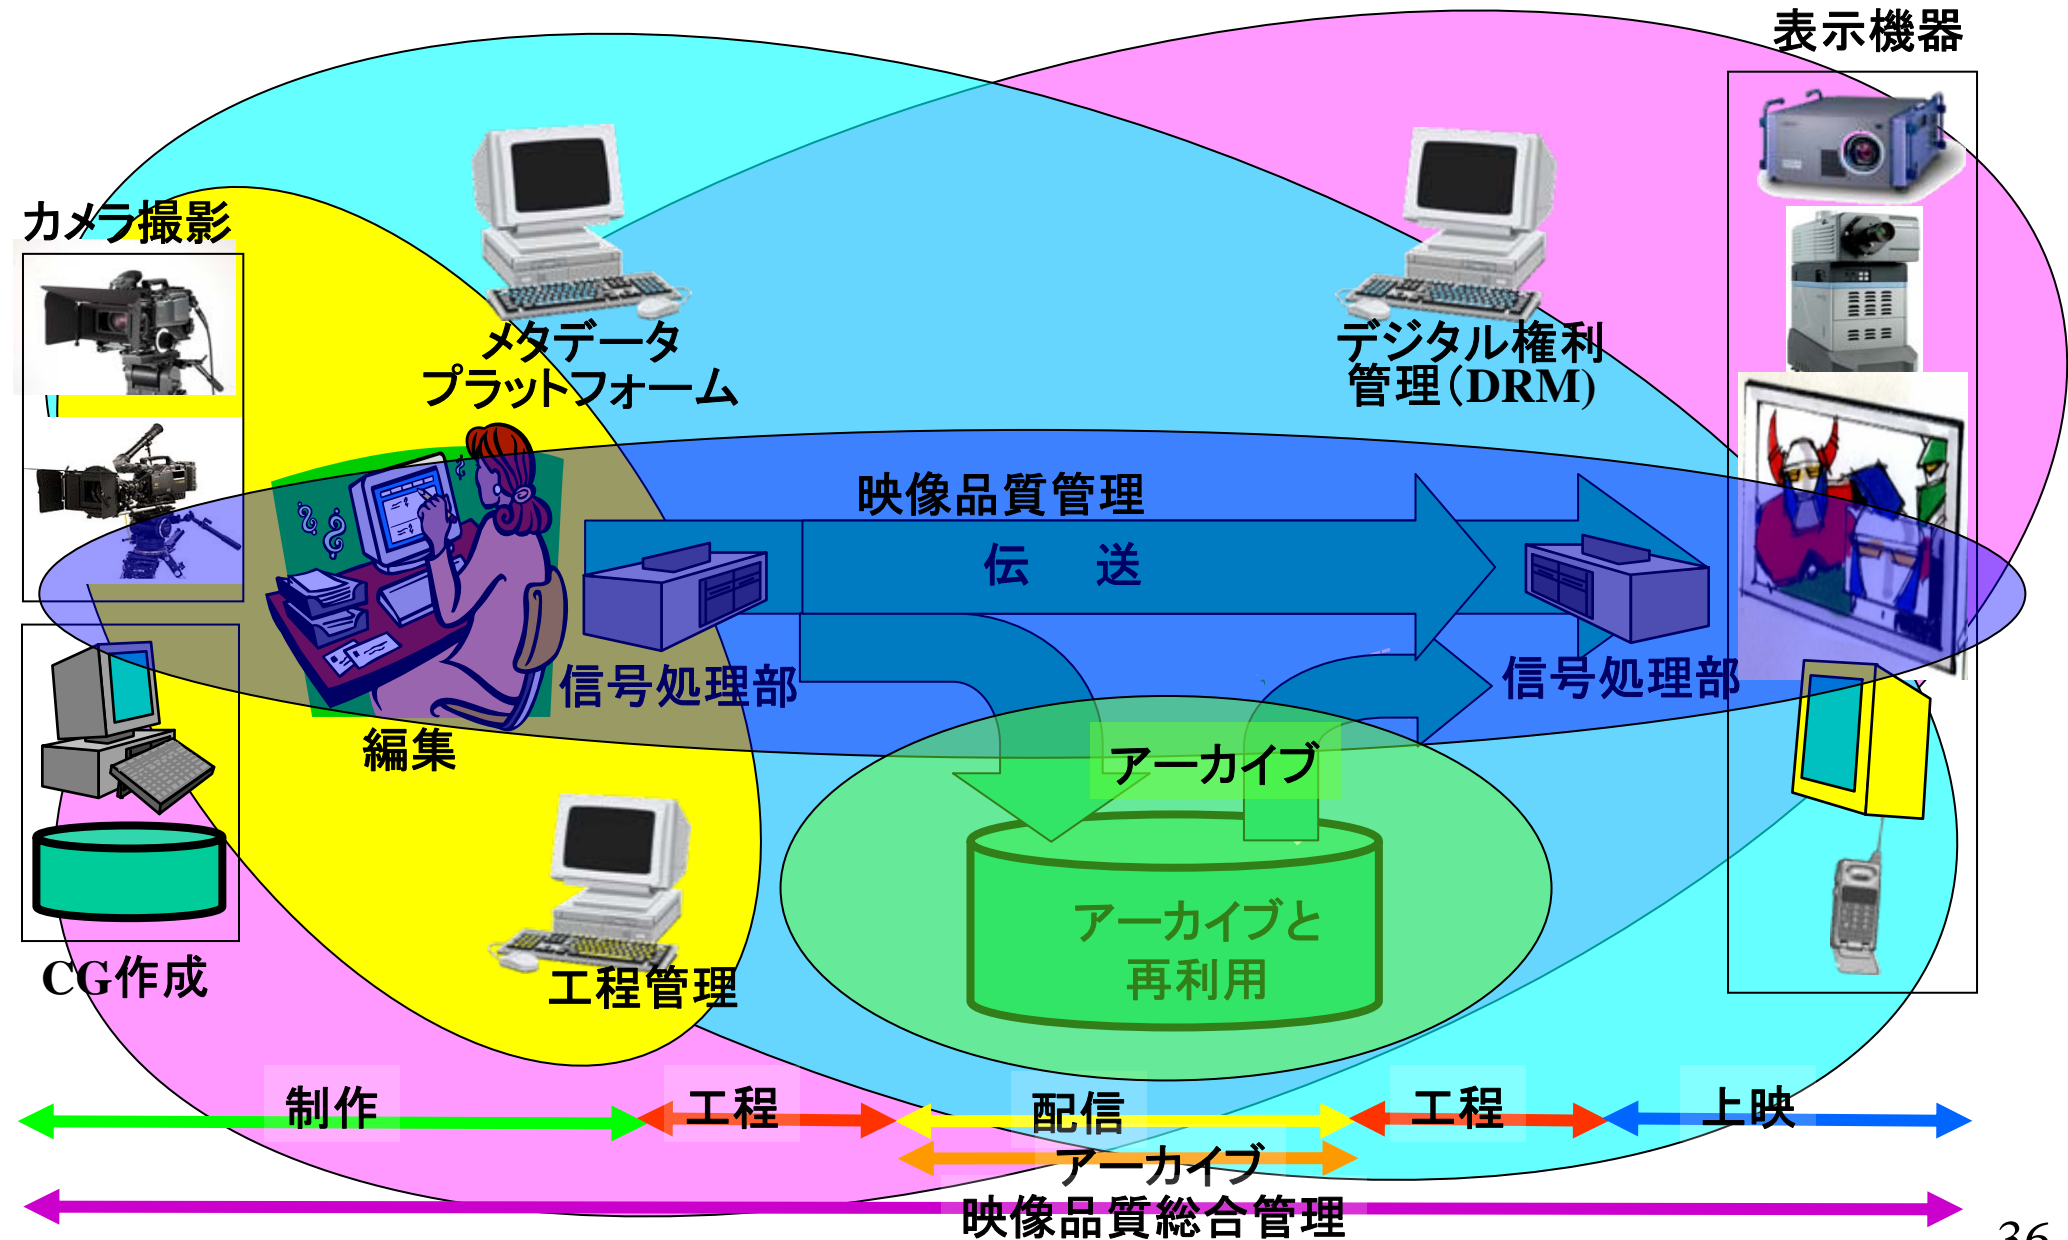 表示機器
カメラ撮影
メタデータ
プラットフォーム
デジタル権利
管理（DRM)
映像品質管理
伝　送
信号処理部
信号処理部
編集
アーカイブ
アーカイブと
再利用
CG作成
工程管理
制作
工程
配信
工程
上映
アーカイブ
映像品質総合管理
36